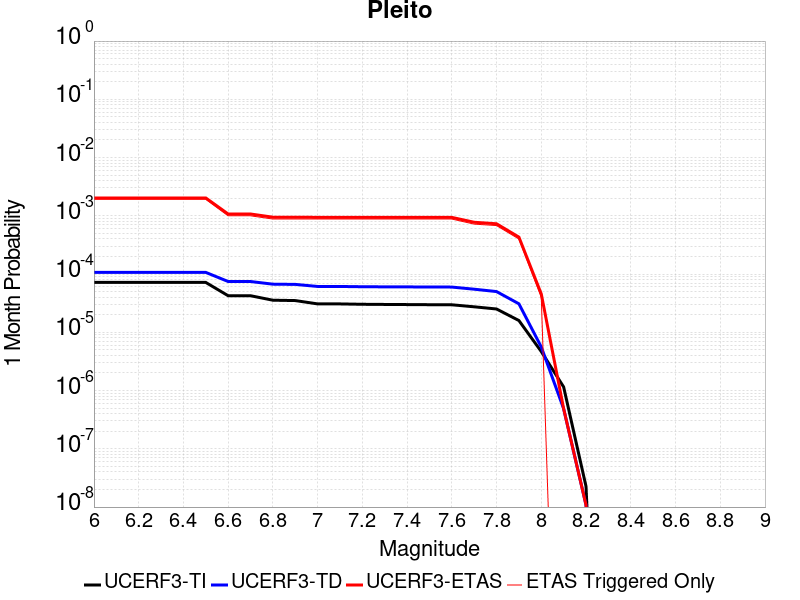 Pleito
10^0
10^-1
10^-2
10^-3
10^-4
10^-5
10^-6
10^-7
10^-8
1 Month Probability
6 6.2 6.4 6.6 6.8 7 7.2 7.4 7.6 7.8 8 8.2 8.4 8.6 8.8 9
Magnitude
UCERF3-TI UCERF3-TD UCERF3-ETAS ETAS Triggered Only